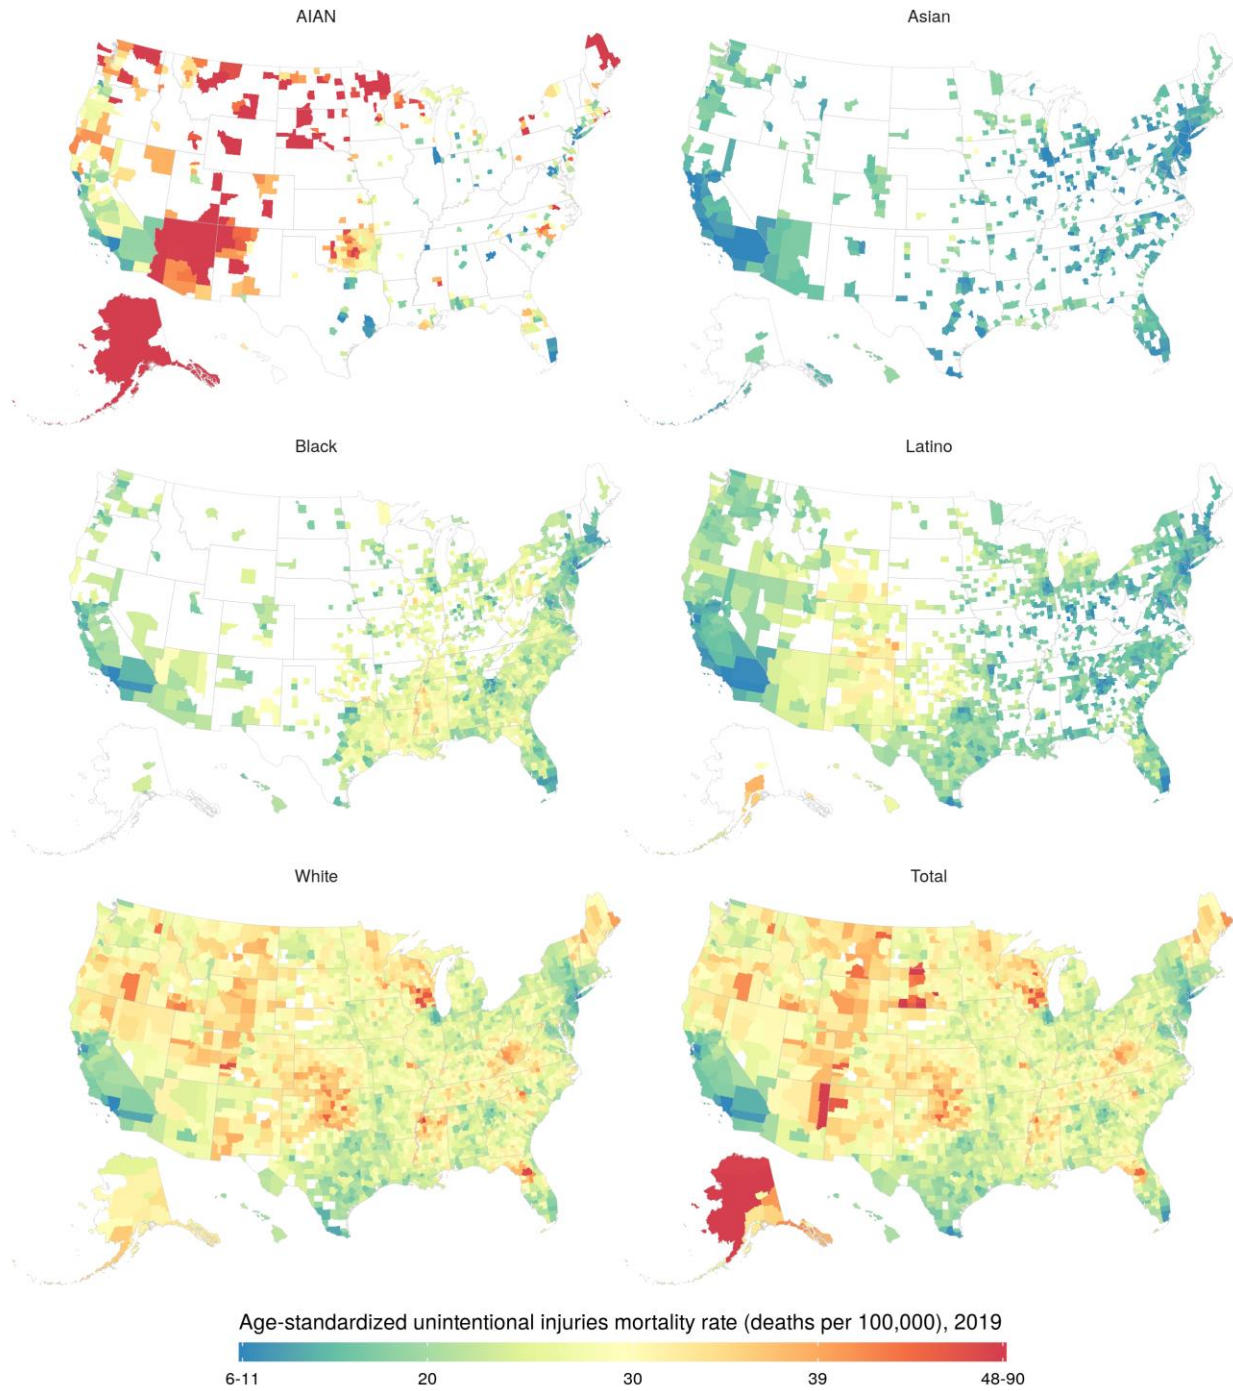 AIAN
Asian
Black
Latino
White
Total
Age-standardized unintentional injuries mortality rate (deaths per 100,000), 2019
6-11 20 30 39 48-90